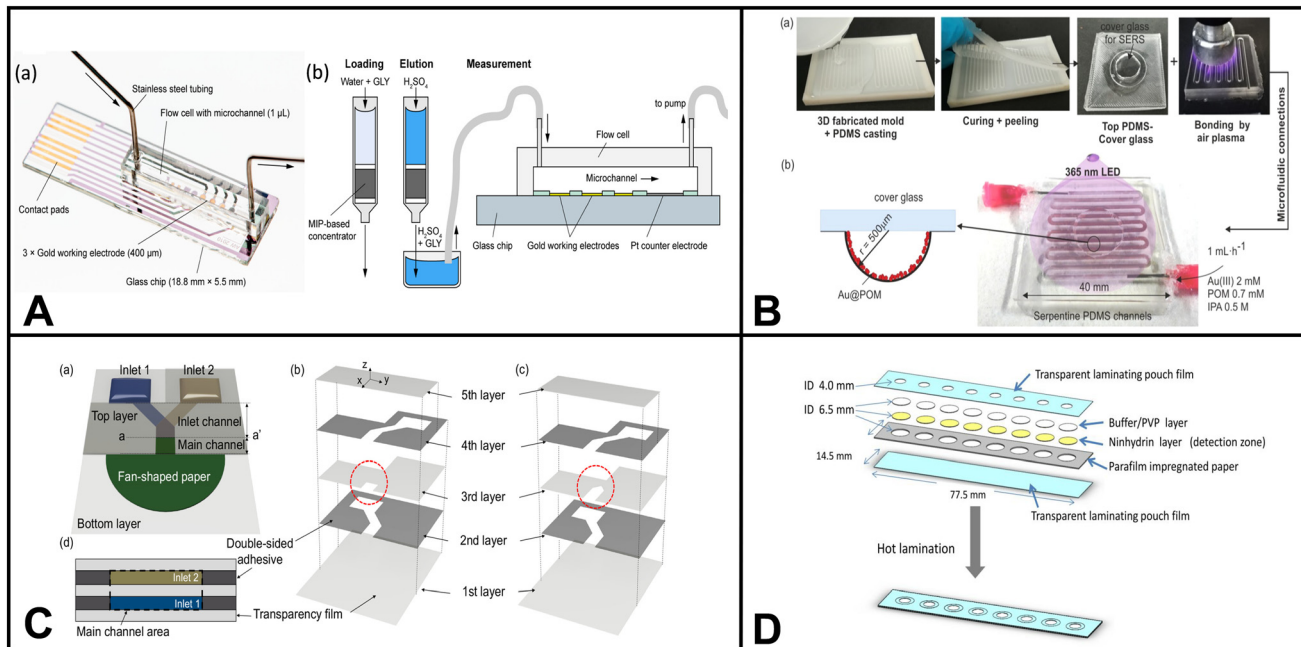 (a)
Stainless steel tubing
Flow cell with microchannel (1 µL)
Contact pads
3 × Gold working electrode (400 µm)
Glass chip (18.8 mm × 5.5 mm)
(b)
Loading
Water + GLY
Elution
H₂SO₄
Measurement
MIP-based
concentrator
H₂SO₄
+ GLY
to pump
Flow cell
Microchannel
Glass chip
Gold working electrodes
Pt counter electrode
A
(a)
cover glass
for SERS
+
3D fabricated mold
+ PDMS casting
Curing + peeling
Top PDMS-
Cover glass
Bonding by
air plasma
Microfluidic connections
(b)
365 nm LED
cover glass
r = 500µm
Au@POM
1 mL·h⁻¹
Au(III) 2 mM
POM 0.7 mM
IPA 0.5 M
40 mm
Serpentine PDMS channels
B
(a)
Inlet 1
Inlet 2
Top layer
Inlet channel
a
a'
Main channel
Fan-shaped paper
Bottom layer
(b)
z
x
y
(c)
5th layer
4th layer
3rd layer
2nd layer
1st layer
Double-sided
adhesive
Transparency film
(d)
Inlet 2
Inlet 1
Main channel area
C
ID 4.0 mm
ID 6.5 mm
14.5 mm
77.5 mm
Transparent laminating pouch film
Buffer/PVP layer
Ninhydrin layer (detection zone)
Parafilm impregnated paper
Transparent laminating pouch film
Hot lamination
D